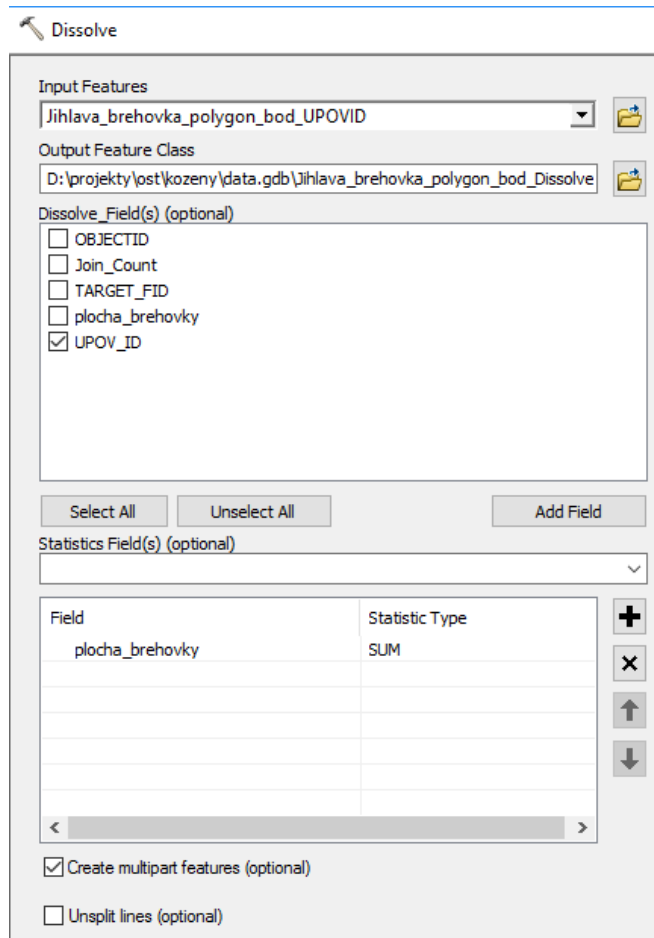 Dissolve
Input Features
Jihlava_brehovka_polygon_bod_UPOVID
Output Feature Class
D:\projekty\ost\kozeny\data.gdb\Jihlava_brehovka_polygon_bod_Dissolve
Dissolve_Field(s) (optional)
OBJECTID
Join_Count
TARGET_FID
plocha_brehovky
UPOV_ID
Select All Unselect All Add Field
Statistics Field(s) (optional)
Field Statistic Type
plocha_brehovky SUM
Create multipart features (optional)
Unsplit lines (optional)